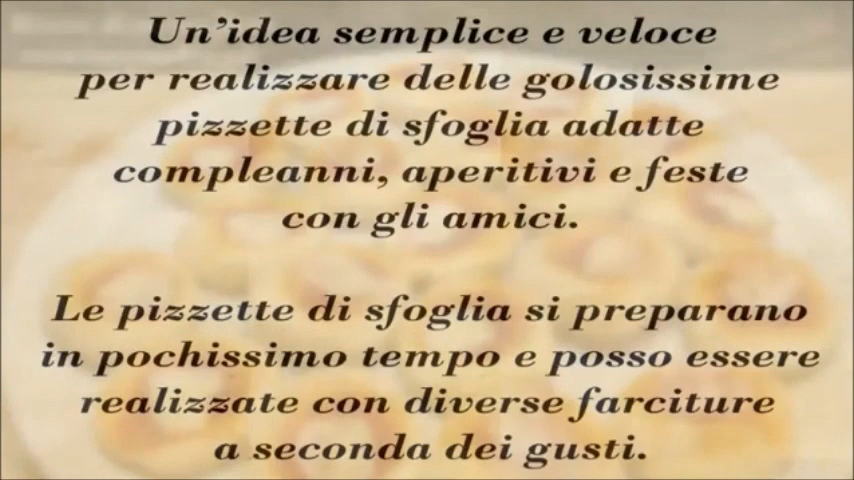 Un'idea semplice e veloce
per realizzare delle golosissime
pizzette di sfoglia adatte
compleanni, aperitivi e feste
con gli amici.
Le pizzette di sfoglia si preparano
in pochissimo tempo e posso essere
realizzate con diverse farciture
a seconda dei gusti.